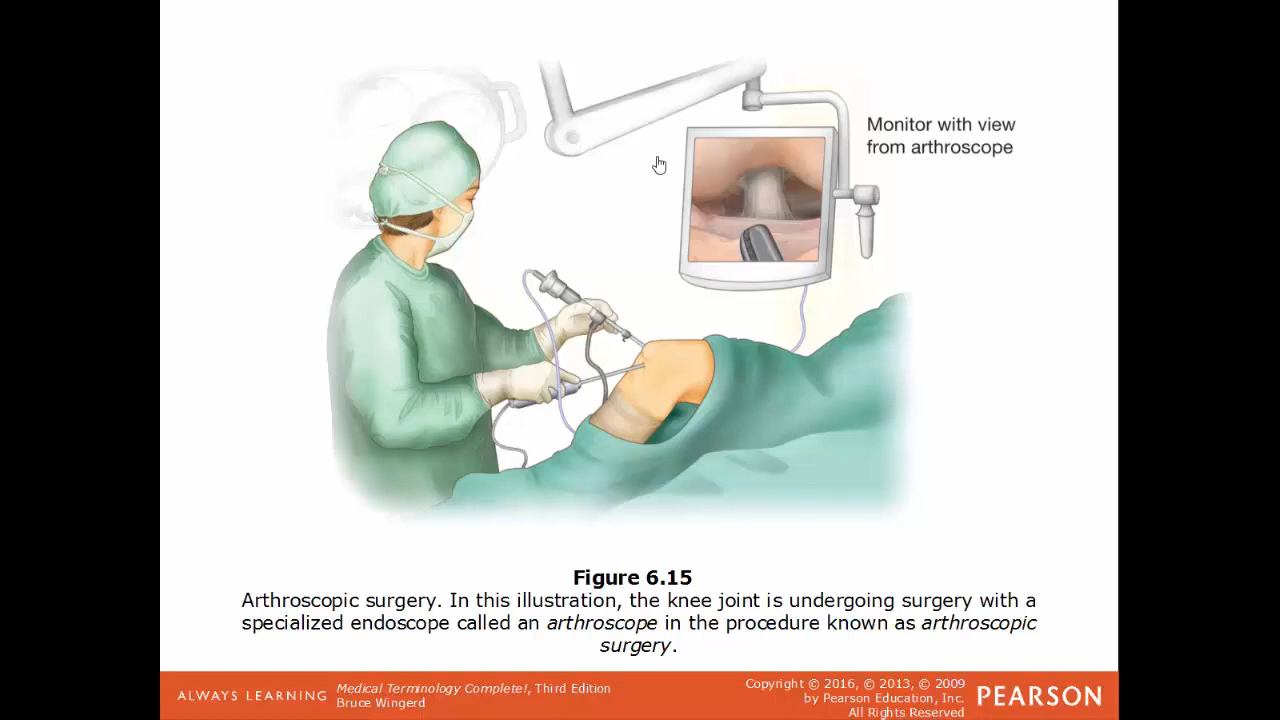 Monitor with view
from arthroscope
Figure 6.15
Arthroscopic surgery. In this illustration, the knee joint is undergoing surgery with a
specialized endoscope called an arthroscope in the procedure known as arthroscopic
surgery.
ALWAYS LEARNING
Medical Terminology Complete!, Third Edition
Bruce Wingerd
Copyright © 2016, © 2013, © 2009
by Pearson Education, Inc.
All Rights Reserved
PEARSON